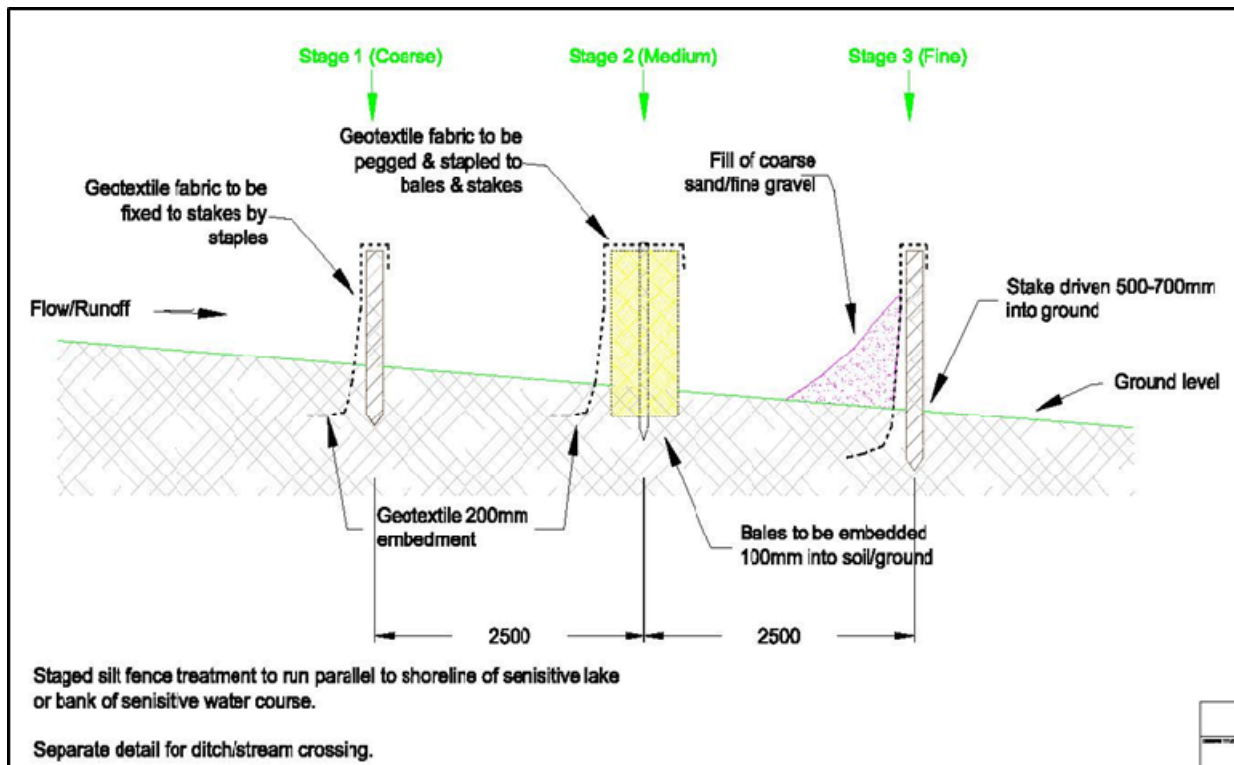 Stage 1 (Coarse)
Stage 2 (Medium)
Stage 3 (Fine)
Geotextile fabric to be
pegged & stapled to
bales & stakes
Fill of coarse
sand/fine gravel
Geotextile fabric to be
fixed to stakes by
staples
Stake driven 500-700mm
into ground
Flow/Runoff
Ground level
Geotextile 200mm
embedment
Bales to be embedded
100mm into soil/ground
2500
2500
Staged silt fence treatment to run parallel to shoreline of senisitive lake
or bank of senisitive water course.
Separate detail for ditch/stream crossing.